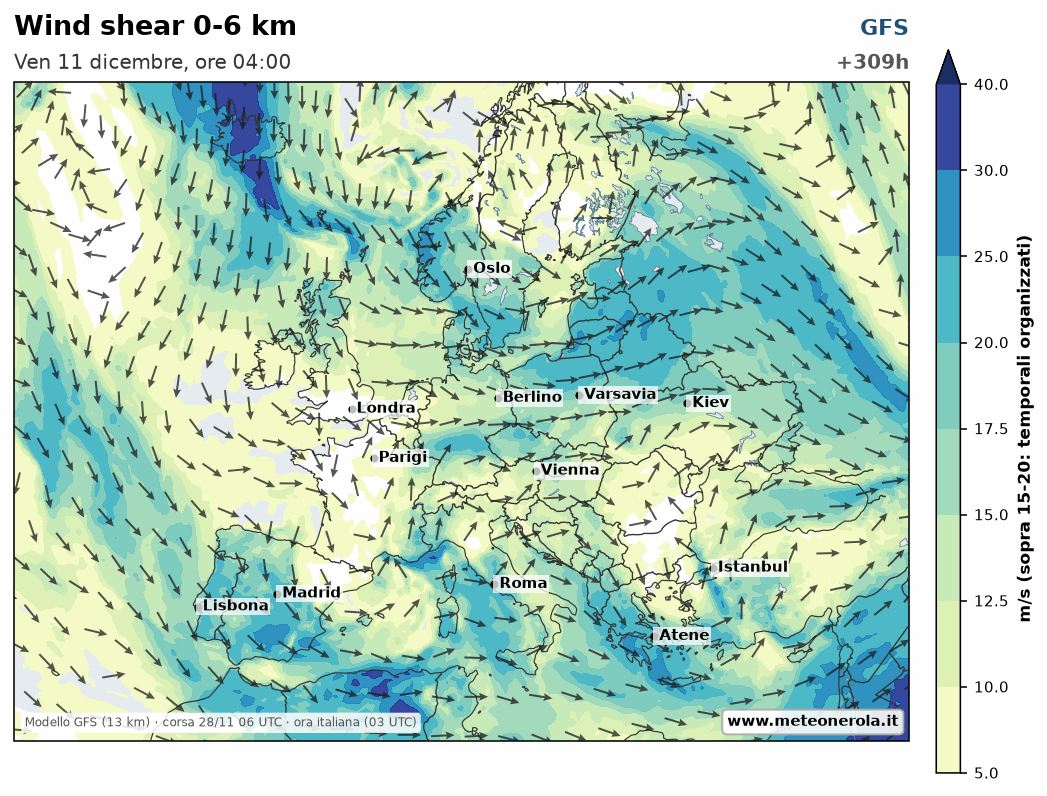 Wind shear 0-6 km
GFS
Ven 11 dicembre, ore 04:00
+309h
40.0
30.0
25.0
20.0
17.5
15.0
12.5
10.0
5.0
m/s (sopra 15-20: temporali organizzati)
Oslo
Berlino
Varsavia
Kiev
Londra
Parigi
Vienna
Istanbul
Roma
Madrid
Lisbona
Atene
Modello GFS (13 km) · corsa 28/11 06 UTC · ora italiana (03 UTC)
www.meteonerola.it